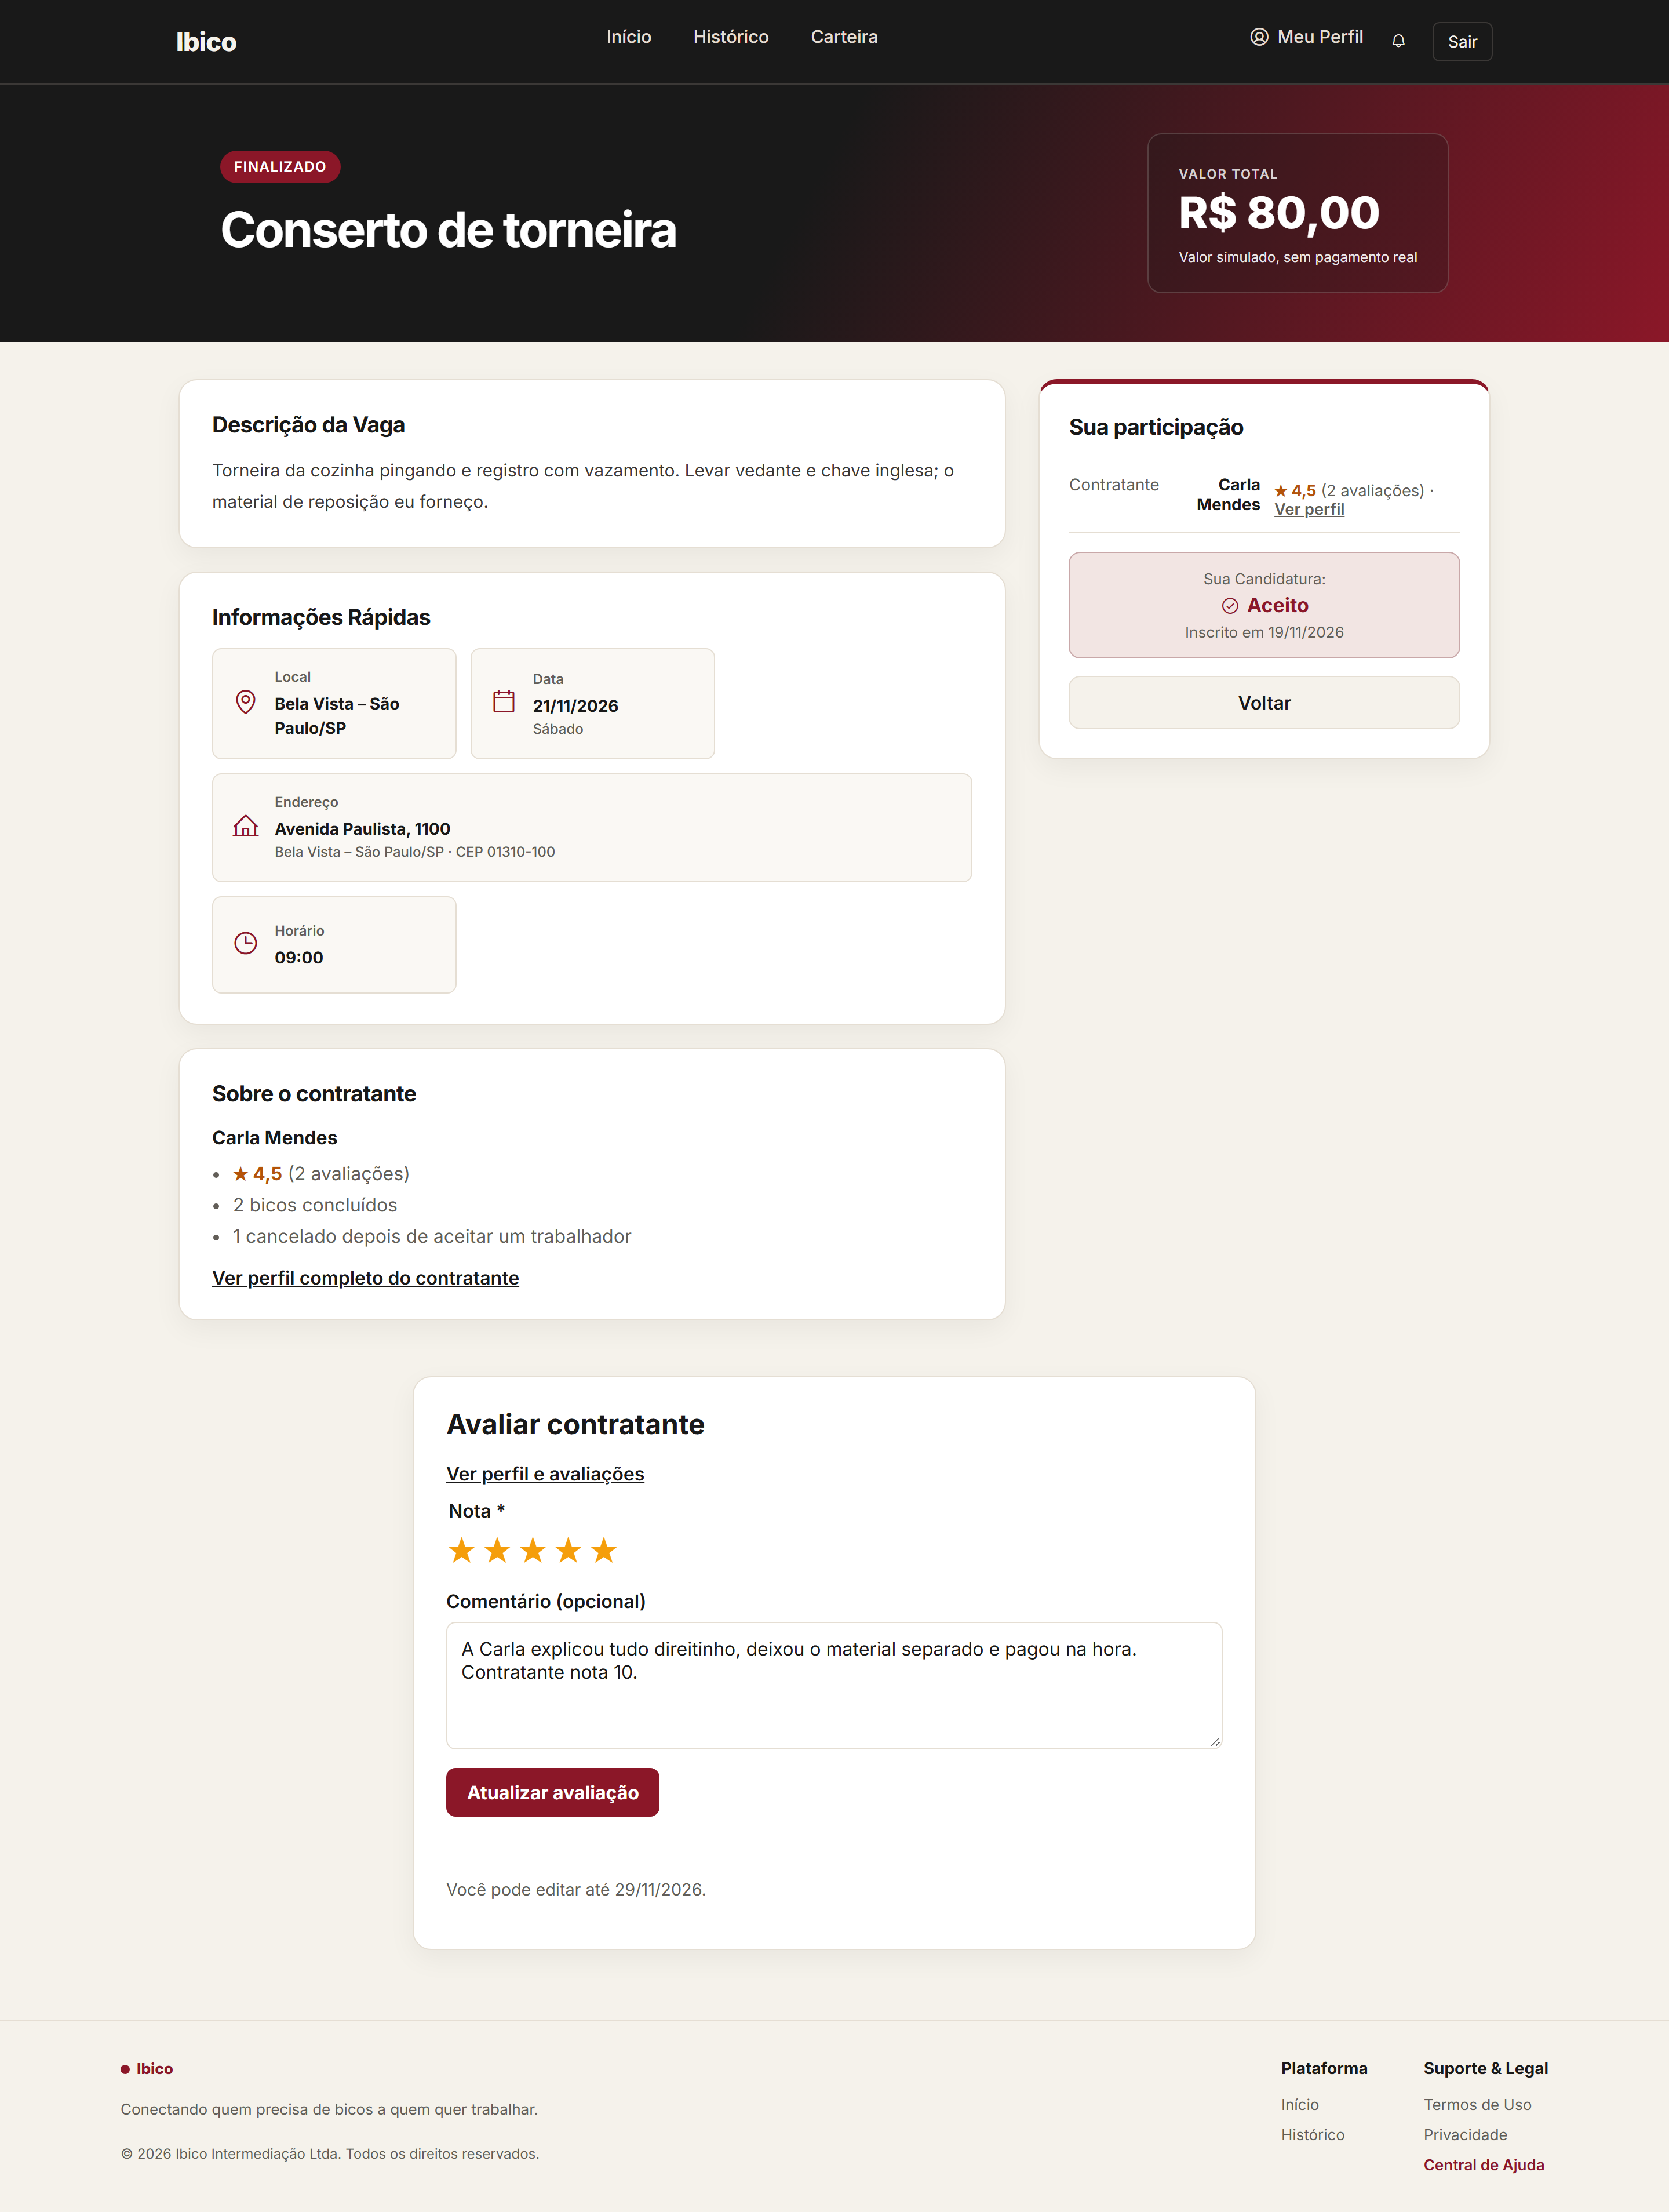 Ibico
Início Histórico Carteira
Meu Perfil
Sair
FINALIZADO
Conserto de torneira
VALOR TOTAL
R$ 80,00
Valor simulado, sem pagamento real
Descrição da Vaga
Torneira da cozinha pingando e registro com vazamento. Levar vedante e chave inglesa; o
material de reposição eu forneço.
Informações Rápidas
Local
Bela Vista – São
Paulo/SP
Data
21/11/2026
Sábado
Endereço
Avenida Paulista, 1100
Bela Vista – São Paulo/SP · CEP 01310-100
Horário
09:00
Sobre o contratante
Carla Mendes
• ★ 4,5 (2 avaliações)
• 2 bicos concluídos
• 1 cancelado depois de aceitar um trabalhador
Ver perfil completo do contratante
Sua participação
Contratante
Carla
Mendes
★ 4,5 (2 avaliações) ·
Ver perfil
Sua Candidatura:
Aceito
Inscrito em 19/11/2026
Voltar
Avaliar contratante
Ver perfil e avaliações
Nota *
★ ★ ★ ★ ★
Comentário (opcional)
A Carla explicou tudo direitinho, deixou o material separado e pagou na hora.
Contratante nota 10.
Atualizar avaliação
Você pode editar até 29/11/2026.
Ibico
Conectando quem precisa de bicos a quem quer trabalhar.
© 2026 Ibico Intermediação Ltda. Todos os direitos reservados.
Plataforma
Início
Histórico
Suporte & Legal
Termos de Uso
Privacidade
Central de Ajuda